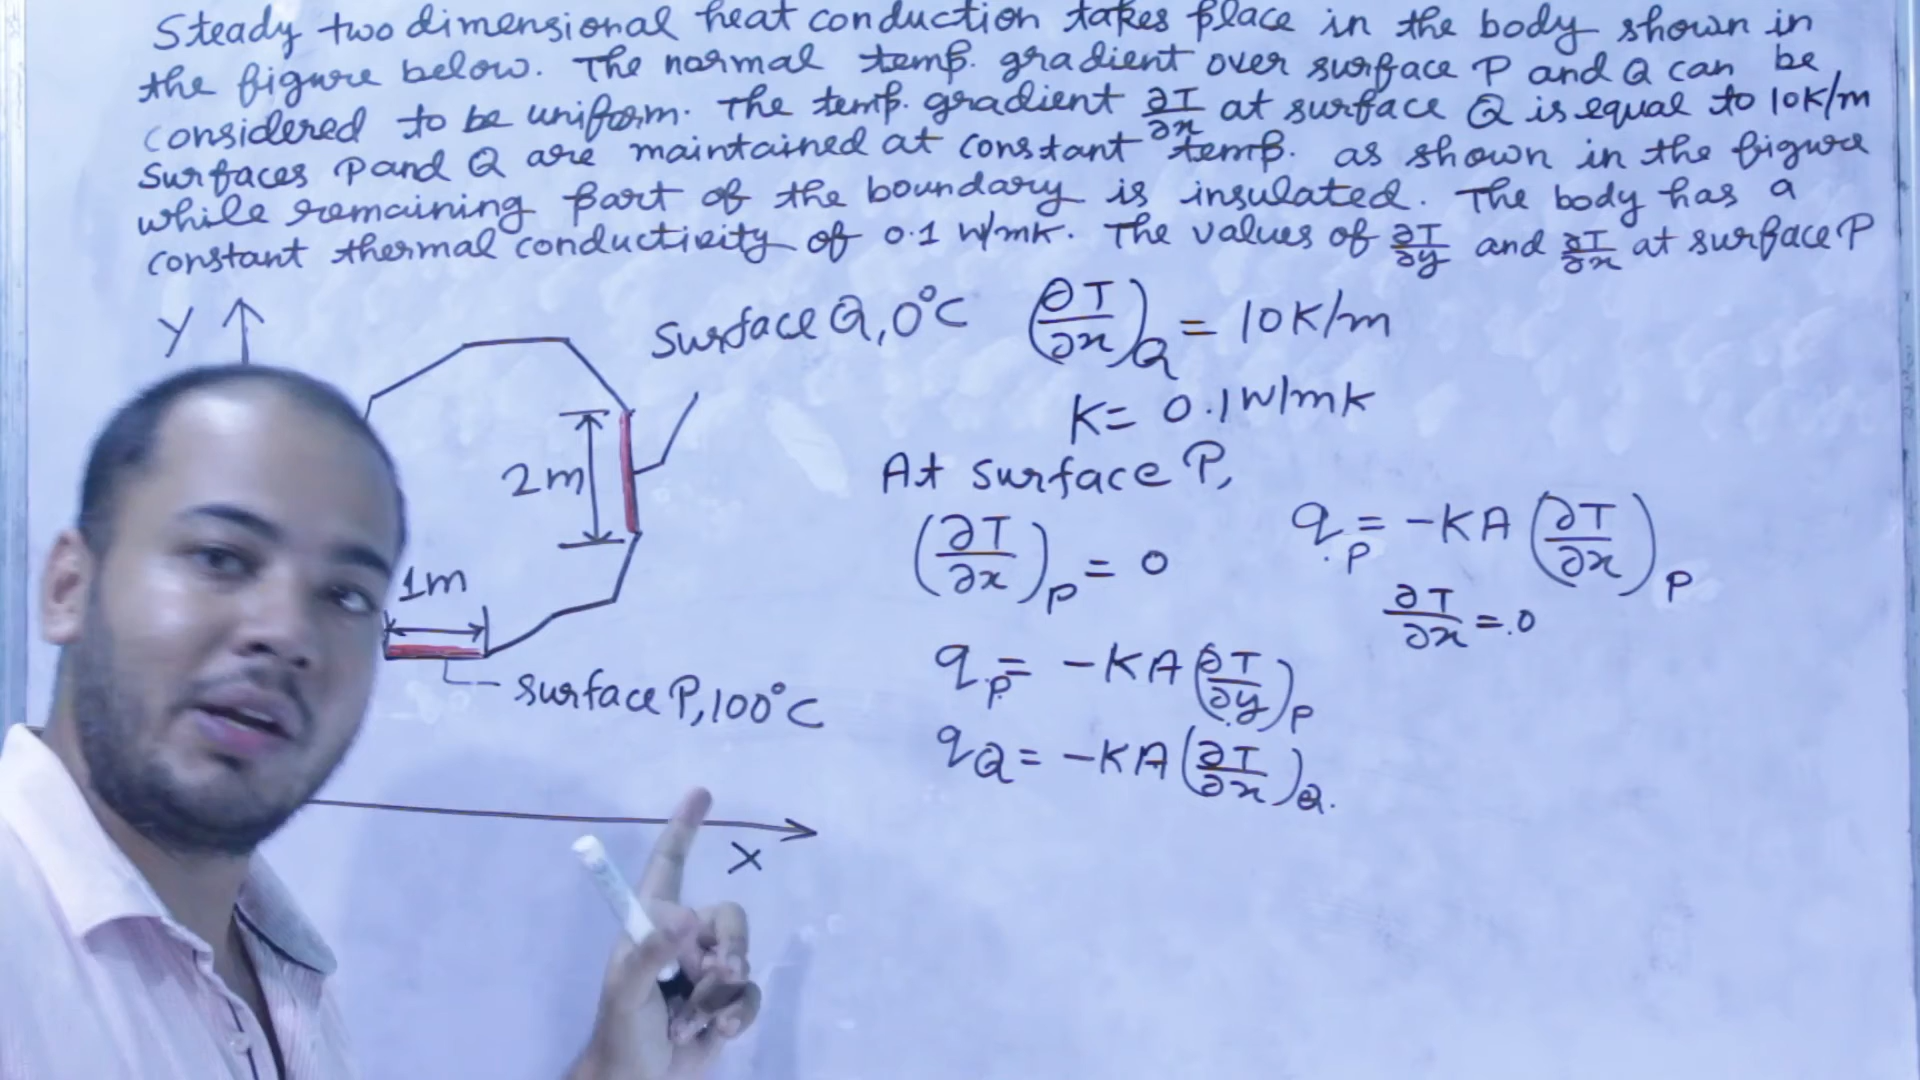 Steady two dimensional heat conduction takes place in the body shown in
the figure below. The normal temp. gradient over surface P and Q can be
considered to be uniform. The temp. gradient ∂T/∂x at surface Q is equal to 10K/m
Surfaces P and Q are maintained at constant temp. as shown in the figure
while remaining part of the boundary is insulated. The body has a
constant thermal conductivity of 0.1 W/mK. The values of ∂T/∂y and ∂T/∂x at surface P
Y
Surface Q, 0°C
(∂T/∂x)Q = 10K/m
K = 0.1 W/mK
2m
At surface P,
(∂T/∂x)P = 0
qP = -KA (∂T/∂x)P
1m
∂T/∂x = 0
qP = -KA (∂T/∂y)P
surface P, 100°C
qQ = -KA (∂T/∂x)Q.
X